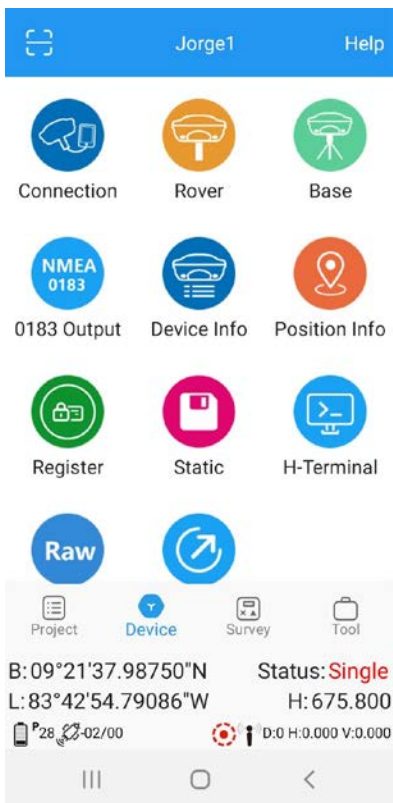 Jorge1 Help
Connection Rover Base
NMEA
0183
0183 Output Device Info Position Info
Register Static H-Terminal
Raw
Project Device Survey Tool
B:09°21'37.98750"N Status:Single
L:83°42'54.79086"W H:675.800
P28 -02/00 D:0 H:0.000 V:0.000